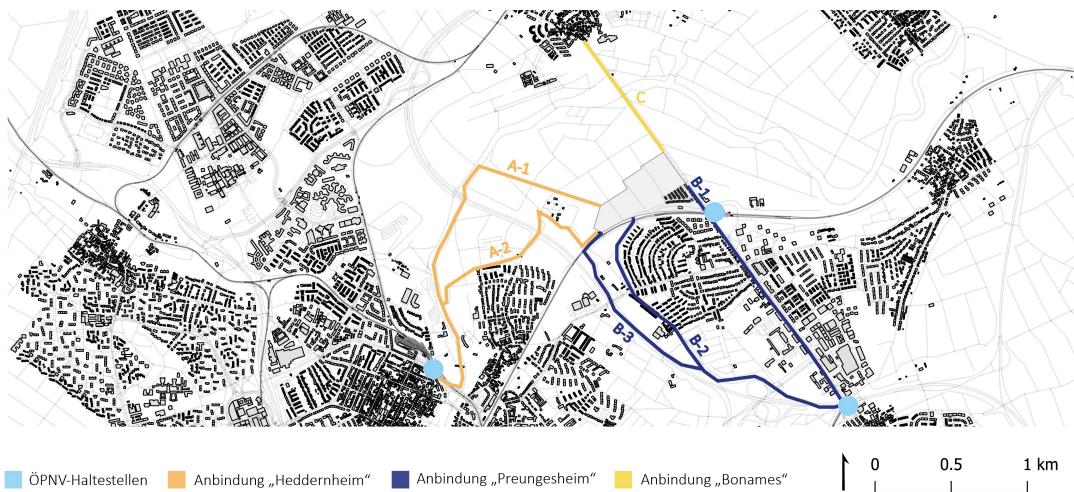 C
A-1
B-1
A-2
B-3
B-2
ÖPNV-Haltestellen
Anbindung „Heddernheim“
Anbindung „Preungesheim“
Anbindung „Bonames“
0 0.5 1 km